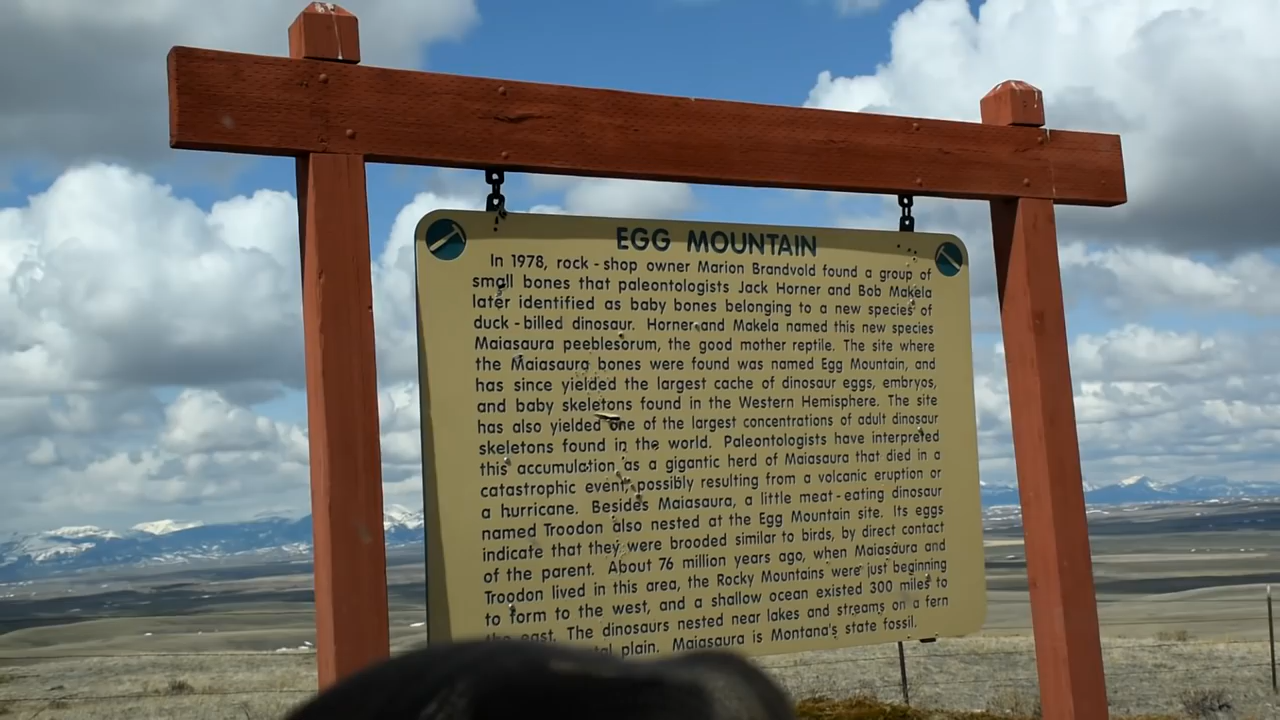 EGG MOUNTAIN
In 1978, rock-shop owner Marion Brandvold found a group of
small bones that paleontologists Jack Horner and Bob Makela
later identified as baby bones belonging to a new species of
duck-billed dinosaur. Horner and Makela named this new species
Maiasaura peeblesorum, the good mother reptile. The site where
the Maiasaura bones were found was named Egg Mountain, and
has since yielded the largest cache of dinosaur eggs, embryos,
and baby skeletons found in the Western Hemisphere. The site
has also yielded one of the largest concentrations of adult dinosaur
skeletons found in the world. Paleontologists have interpreted
this accumulation as a gigantic herd of Maiasaura that died in a
catastrophic event, possibly resulting from a volcanic eruption or
a hurricane. Besides Maiasaura, a little meat-eating dinosaur
named Troodon also nested at the Egg Mountain site. Its eggs
indicate that they were brooded similar to birds, by direct contact
of the parent. About 76 million years ago, when Maiasaura and
Troodon lived in this area, the Rocky Mountains were just beginning
to form to the west, and a shallow ocean existed 300 miles to
the east. The dinosaurs nested near lakes and streams on a fern
plain. Maiasaura is Montana's state fossil.